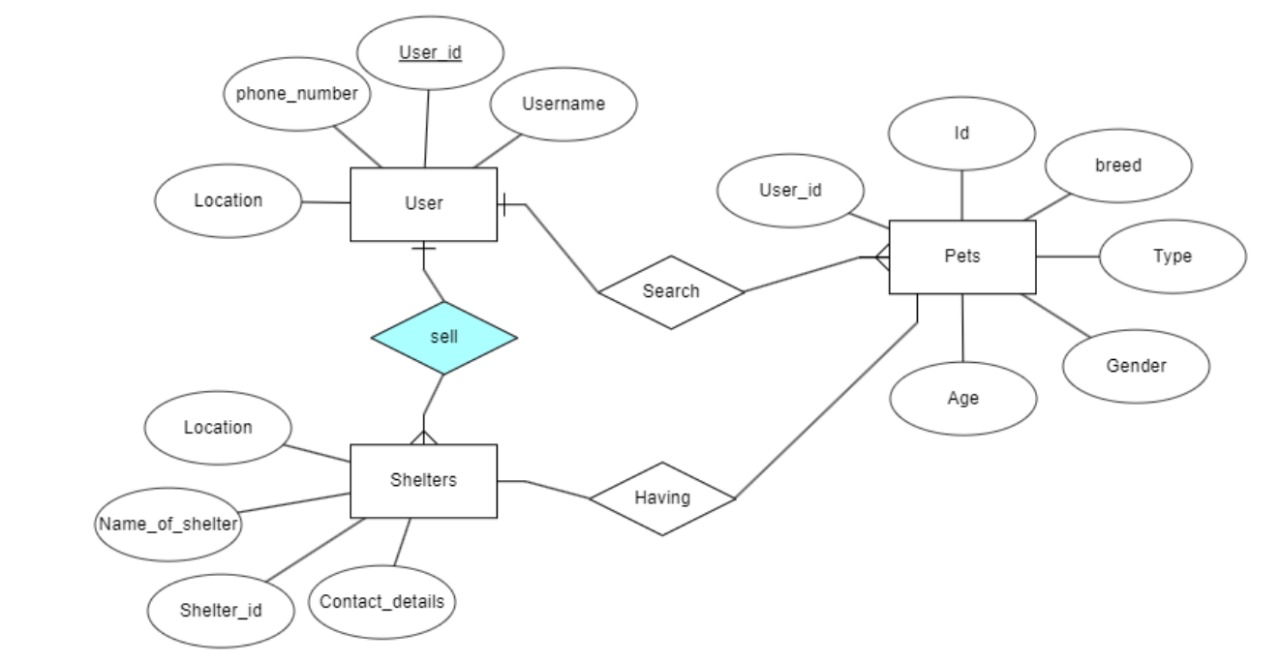 User_id
phone_number
Username
Location
User
Id
breed
User_id
Pets
Type
Search
sell
Gender
Age
Location
Shelters
Having
Name_of_shelter
Shelter_id
Contact_details